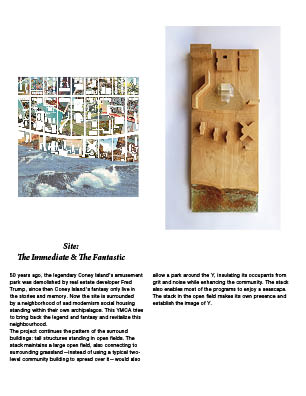 Site:
The Immediate & The Fantastic
50 years ago, the legendary Coney Island's amusement
park was demolished by real estate developer Fred
Trump, since then Coney Island's fantasy only live in
the stories and memory. Now the site is surrounded
by a neighborhood of sad modernism social housing
standing within their own archipelagos. This YMCA tries
to bring back the legend and fantasy and revitalize this
neighbourhood.
The project continues the pattern of the surround
buildings: tall structures standing in open fields. The
stack maintains a large open field, also connecting to
surrounding grassland—instead of using a typical two-
level community building to spread over it—would also
allow a park around the Y, insulating its occupants from
grit and noise while enhancing the community. The stack
also enables most of the programs to enjoy a seascape.
The stack in the open field makes its own presence and
establish the image of Y.